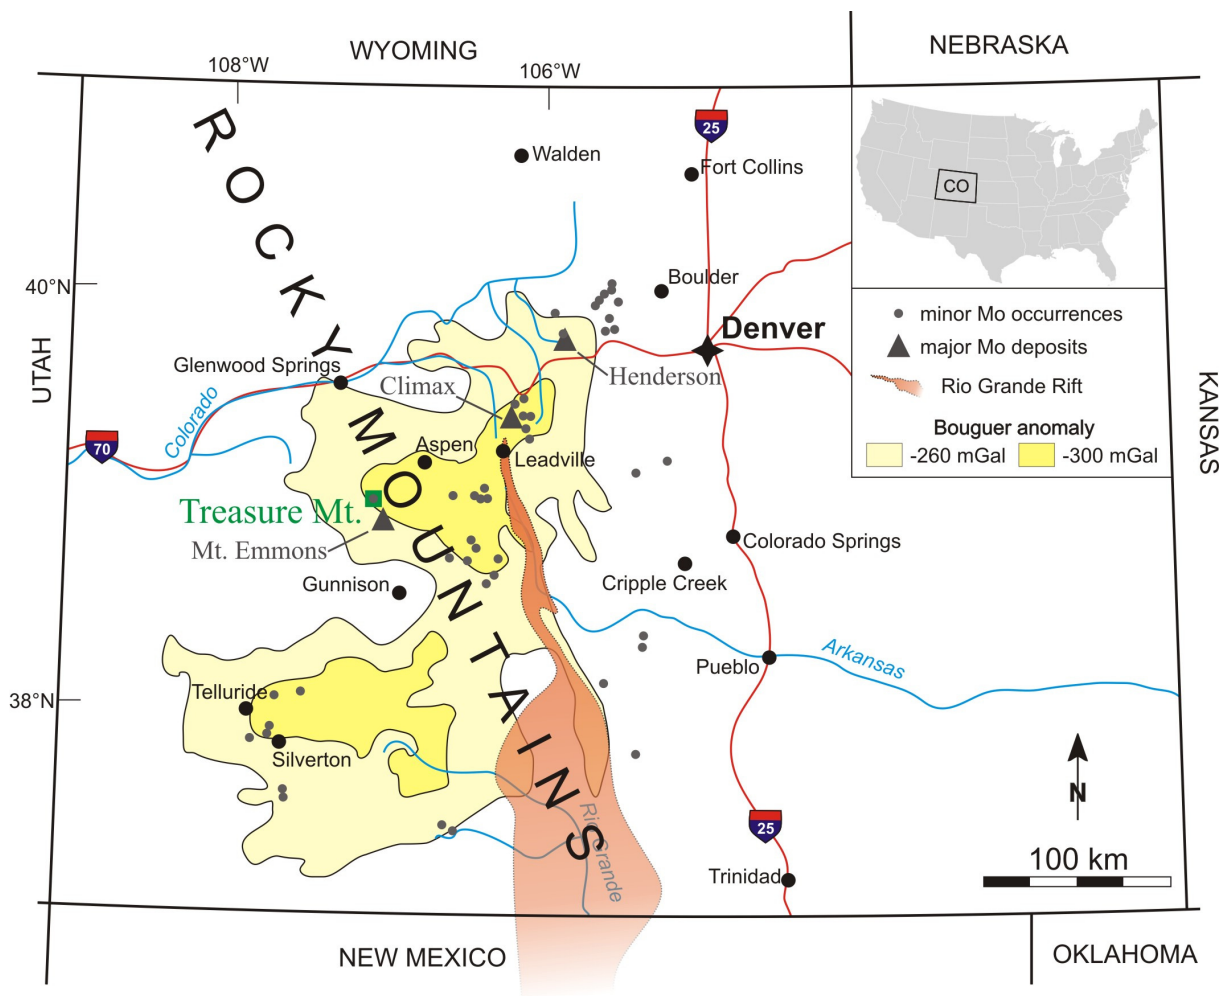 WYOMING
NEBRASKA
108°W
106°W
ROCKY MOUNTAINS
25
Walden
Fort Collins
CO
40°N
Boulder
minor Mo occurrences
Denver
major Mo deposits
UTAH
Glenwood Springs
Henderson
Rio Grande Rift
Climax
KANSAS
Colorado
Bouguer anomaly
70
Aspen
Leadville
-260 mGal
-300 mGal
Treasure Mt.
Mt. Emmons
Colorado Springs
Gunnison
Cripple Creek
Arkansas
Pueblo
38°N
Telluride
Silverton
N
Rio Grande
25
100 km
Trinidad
NEW MEXICO
OKLAHOMA